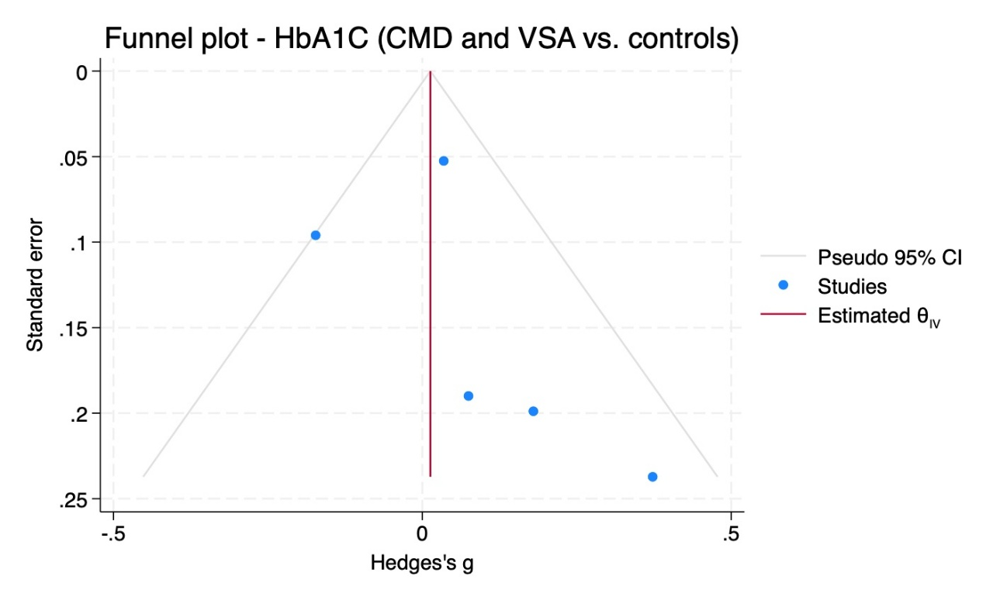 Funnel plot - HbA1C (CMD and VSA vs. controls)
0
.05
.1
.15
.2
.25
Standard error
-.5
0
.5
Hedges's g
Pseudo 95% CI
Studies
Estimated θIV